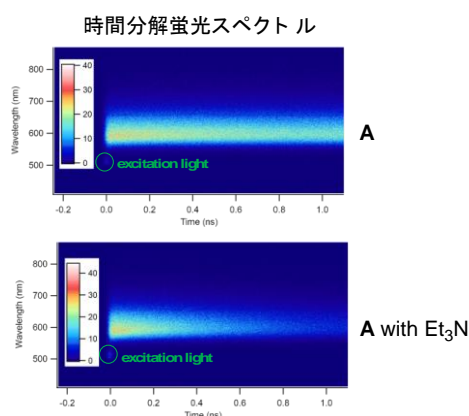 時間分解蛍光スペクトル
40
30
20
10
0
800
700
600
500
Wavelength (nm)
excitation light
A
-0.2 0.0 0.2 0.4 0.6 0.8 1.0
Time (ns)
40
30
20
10
0
800
700
600
500
Wavelength (nm)
excitation light
A with Et₃N
-0.2 0.0 0.2 0.4 0.6 0.8 1.0
Time (ns)